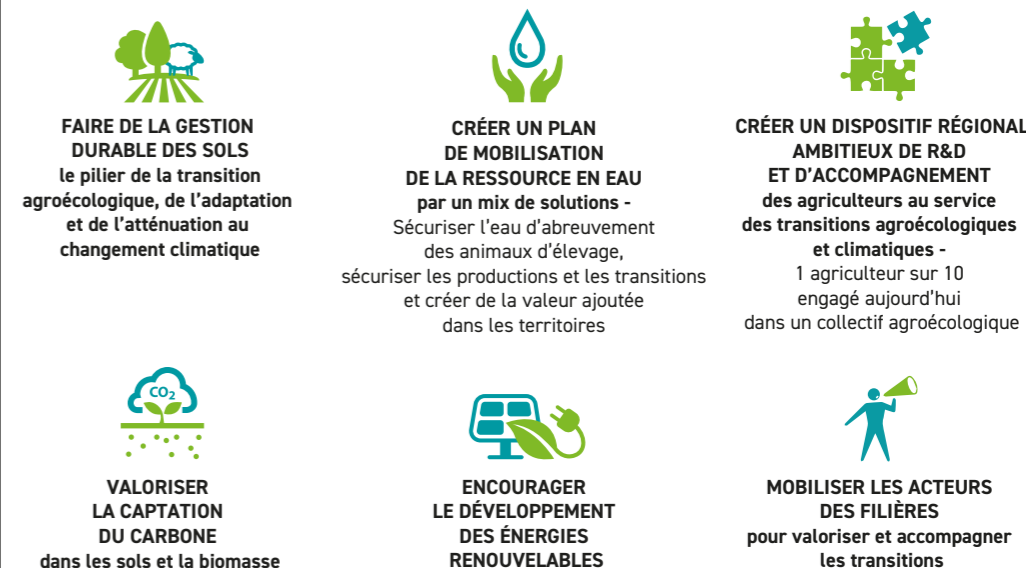 FAIRE DE LA GESTION
DURABLE DES SOLS
le pilier de la transition
agroécologique, de l'adaptation
et de l'atténuation au
changement climatique
CRÉER UN PLAN
DE MOBILISATION
DE LA RESSOURCE EN EAU
par un mix de solutions -
Sécuriser l'eau d'abreuvement
des animaux d'élevage,
sécuriser les productions et les transitions
et créer de la valeur ajoutée
dans les territoires
CRÉER UN DISPOSITIF RÉGIONAL
AMBITIEUX DE R&D
ET D'ACCOMPAGNEMENT
des agriculteurs au service
des transitions agroécologiques
et climatiques -
1 agriculteur sur 10
engagé aujourd'hui
dans un collectif agroécologique
CO₂
VALORISER
LA CAPTATION
DU CARBONE
dans les sols et la biomasse
ENCOURAGER
LE DÉVELOPPEMENT
DES ÉNERGIES
RENOUVELABLES
MOBILISER LES ACTEURS
DES FILIÈRES
pour valoriser et accompagner
les transitions